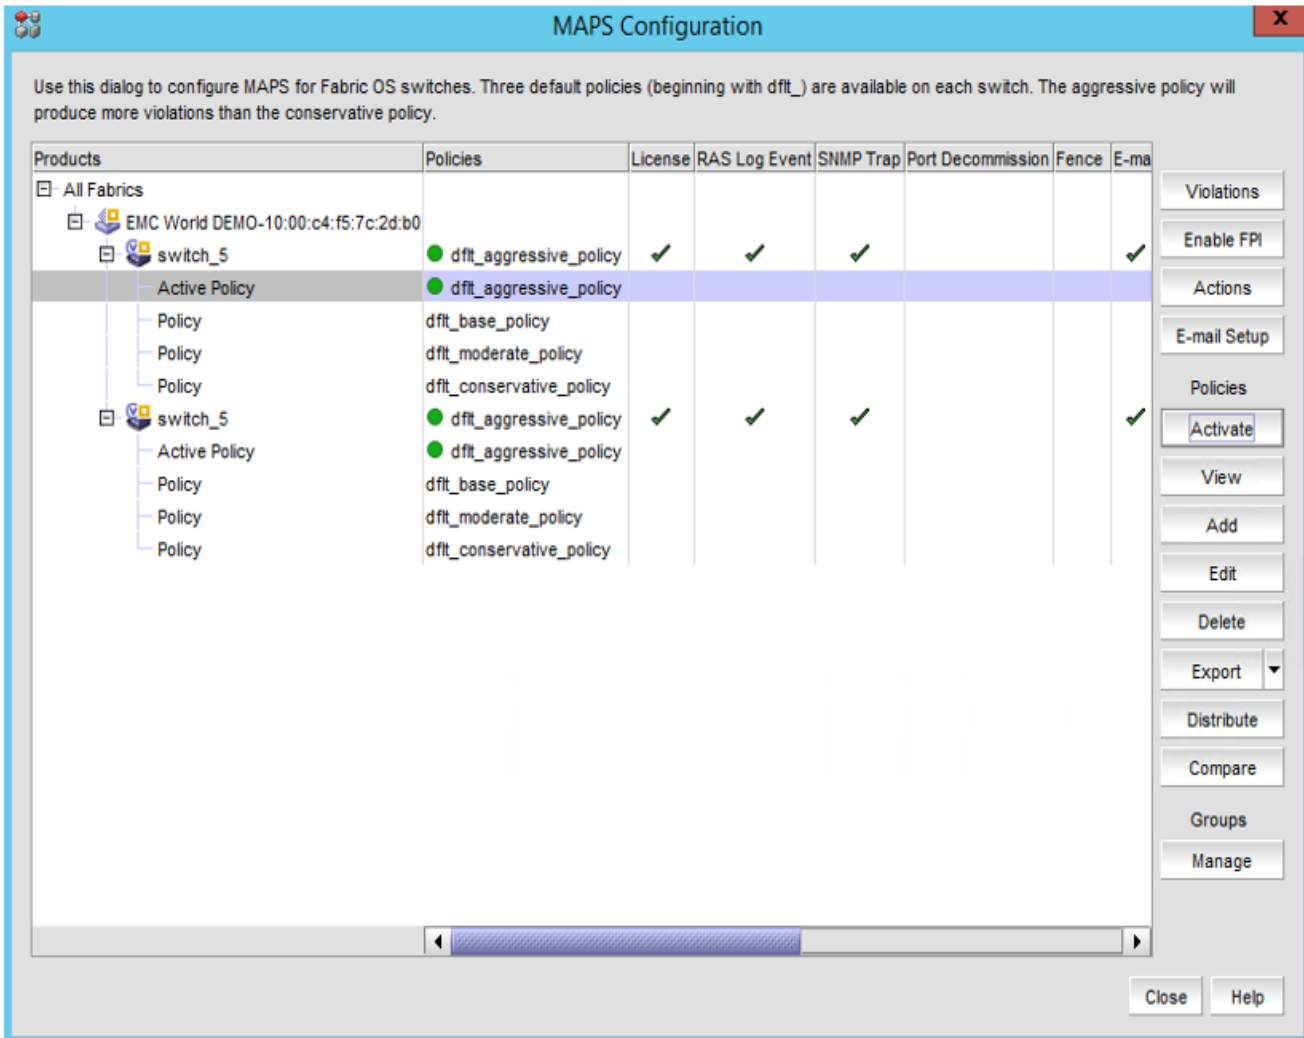 MAPS Configuration
x
Use this dialog to configure MAPS for Fabric OS switches. Three default policies (beginning with dflt_) are available on each switch. The aggressive policy will
produce more violations than the conservative policy.
Products Policies License RAS Log Event SNMP Trap Port Decommission Fence E-ma
All Fabrics
EMC World DEMO-10:00:c4:f5:7c:2d:b0
switch_5 dflt_aggressive_policy
Active Policy dflt_aggressive_policy
Policy dflt_base_policy
Policy dflt_moderate_policy
Policy dflt_conservative_policy
switch_5 dflt_aggressive_policy
Active Policy dflt_aggressive_policy
Policy dflt_base_policy
Policy dflt_moderate_policy
Policy dflt_conservative_policy
Violations
Enable FPI
Actions
E-mail Setup
Policies
Activate
View
Add
Edit
Delete
Export
Distribute
Compare
Groups
Manage
Close Help